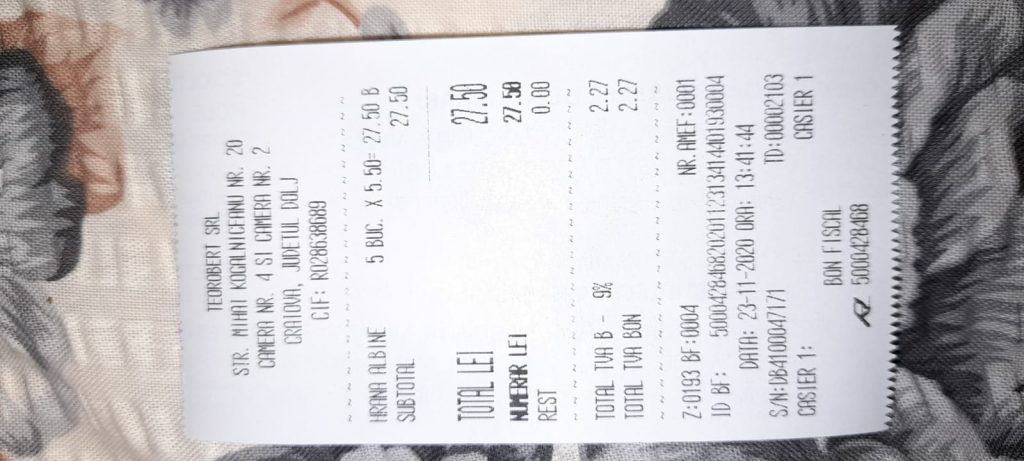 TEOROBERT SRL
STR. MIHAI KOGALNICEANU NR. 20
CAMERA NR. 4 SI CAMERA NR. 2
CRAIOVA, JUDETUL DOLJ
CIF: RO28638689
5 BUC. X 5.50= 27.50 B
HRANA ALBINE
SUBTOTAL 27.50
TOTAL LEI 27.50
NUMERAR LEI 27.50
REST 0.00
TOTAL TVA B - 9% 2.27
TOTAL TVA BON 2.27
Z:0193 BF:0004 NR.AMEF:0001
ID BF: 50004284682020112313414401930004
DATA: 23-11-2020 ORA: 13:41:44
S/N:DB4100047171 TD:00002103
CASIER 1: CASIER 1
BON FISCAL
5000428468